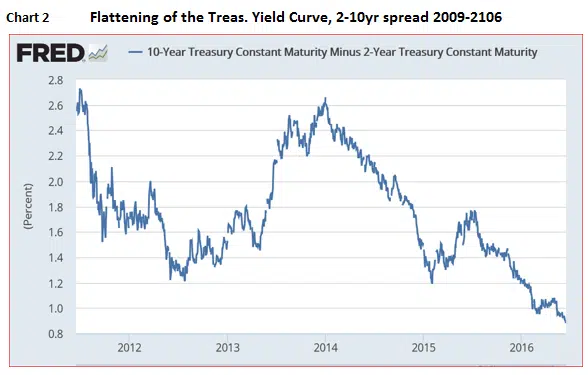 Chart 2 Flattening of the Treas. Yield Curve, 2-10yr spread 2009-2106
FRED
10-Year Treasury Constant Maturity Minus 2-Year Treasury Constant Maturity
2.8
2.6
2.4
2.2
2.0
1.8
1.6
1.4
1.2
1.0
0.8
(Percent)
2012 2013 2014 2015 2016